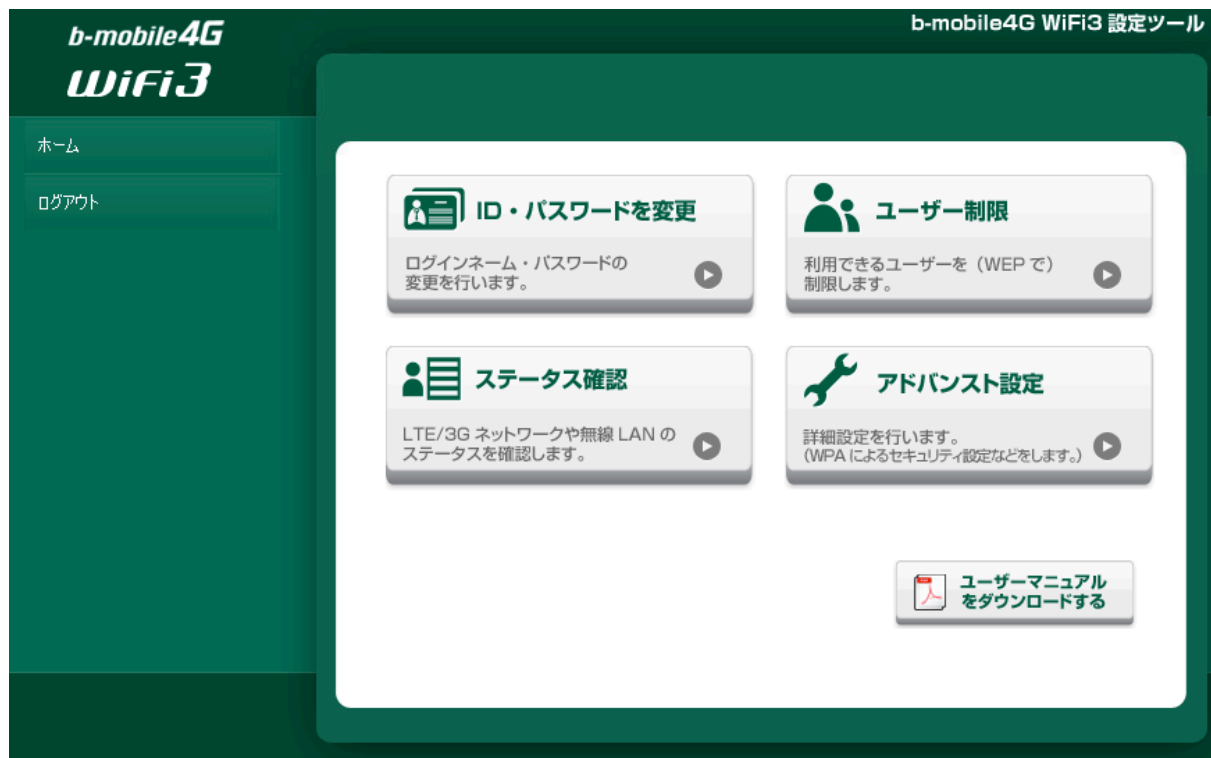 b-mobile4G
WiFi3
b-mobile4G WiFi3 設定ツール
ホーム
ログアウト
ID・パスワードを変更
ログインネーム・パスワードの
変更を行います。
ユーザー制限
利用できるユーザーを（WEP で）
制限します。
ステータス確認
LTE/3G ネットワークや無線 LAN の
ステータスを確認します。
アドバンスト設定
詳細設定を行います。
(WPA によるセキュリティ設定などをします。)
ユーザーマニュアル
をダウンロードする